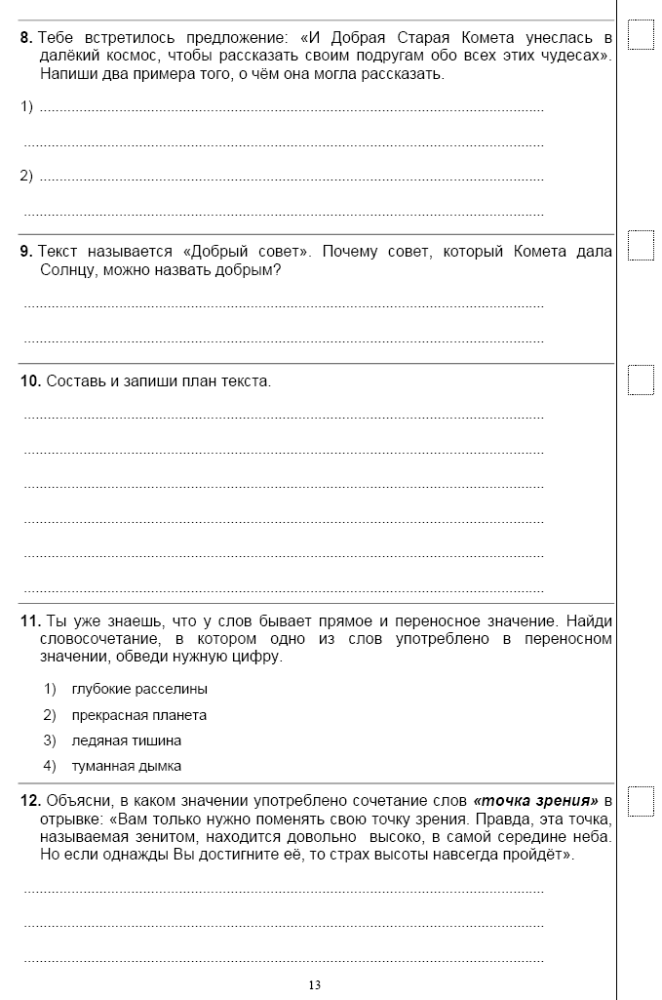 8. Тебе встретилось предложение: «И Добрая Старая Комета унеслась в
далёкий космос, чтобы рассказать своим подругам обо всех этих чудесах».
Напиши два примера того, о чём она могла рассказать.
1) ..............................................................................
..............................................................................
2) ..............................................................................
..............................................................................
9. Текст называется «Добрый совет». Почему совет, который Комета дала
Солнцу, можно назвать добрым?
..............................................................................
..............................................................................
10. Составь и запиши план текста.
..............................................................................
..............................................................................
..............................................................................
..............................................................................
..............................................................................
..............................................................................
11. Ты уже знаешь, что у слов бывает прямое и переносное значение. Найди
словосочетание, в котором одно из слов употреблено в переносном
значении, обведи нужную цифру.
1) глубокие расселины
2) прекрасная планета
3) ледяная тишина
4) туманная дымка
12. Объясни, в каком значении употреблено сочетание слов «точка зрения» в
отрывке: «Вам только нужно поменять свою точку зрения. Правда, эта точка,
называемая зенитом, находится довольно высоко, в самой середине неба.
Но если однажды Вы достигните её, то страх высоты навсегда пройдёт».
..............................................................................
..............................................................................
..............................................................................
13